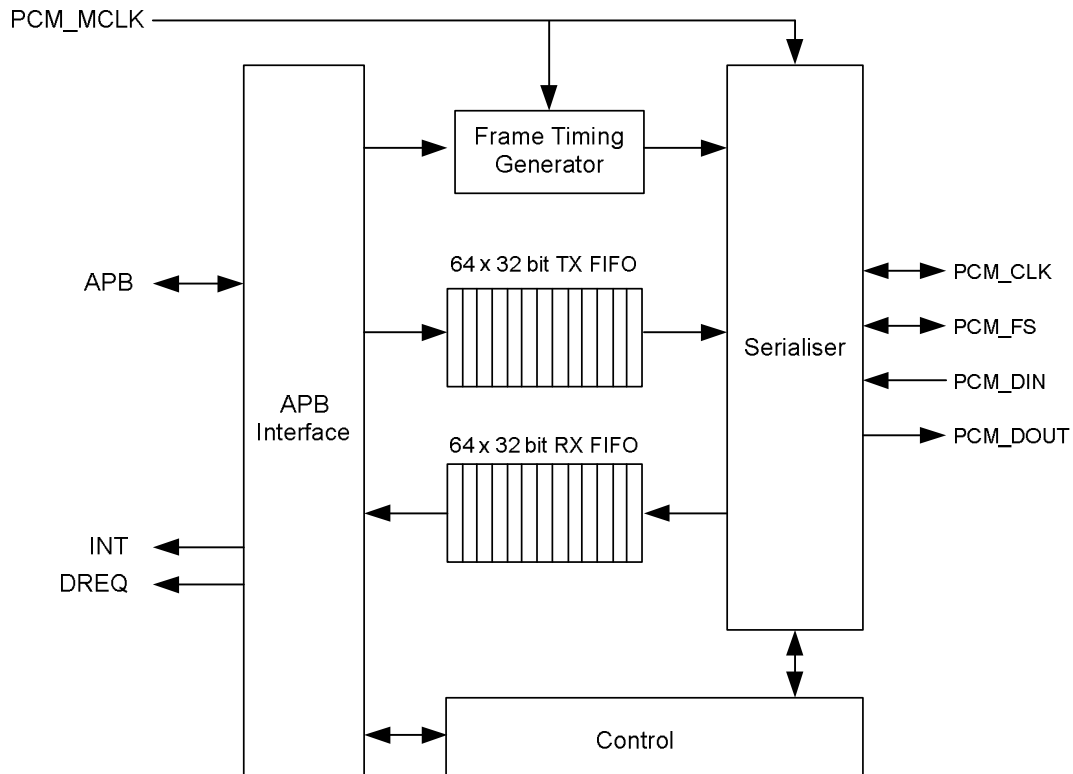 PCM_MCLK
Frame Timing
Generator
64 x 32 bit TX FIFO
APB
PCM_CLK
PCM_FS
Serialiser
PCM_DIN
APB
Interface
PCM_DOUT
64 x 32 bit RX FIFO
INT
DREQ
Control